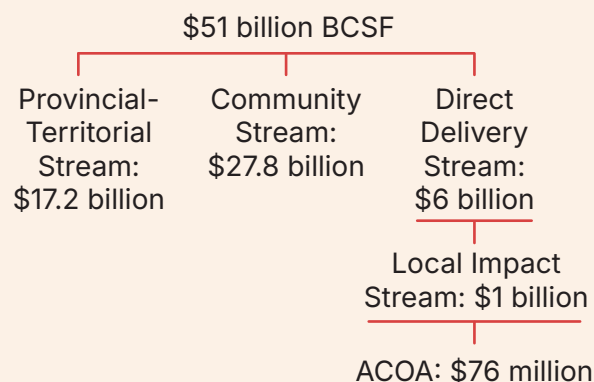 $51 billion BCSF
Provincial-
Territorial
Stream:
$17.2 billion
Community
Stream:
$27.8 billion
Direct
Delivery
Stream:
$6 billion
Local Impact
Stream: $1 billion
ACOA: $76 million